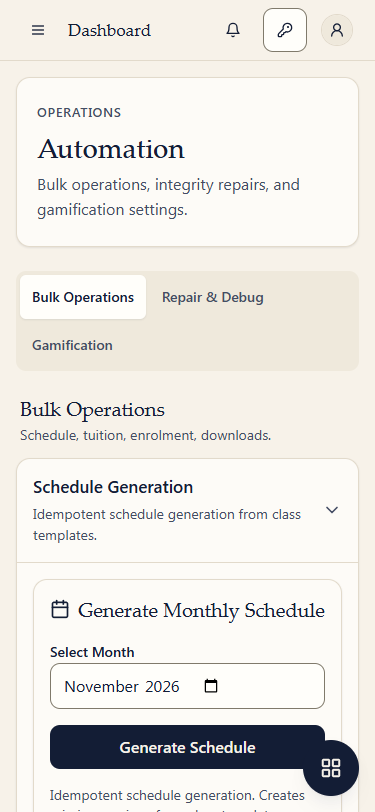 Dashboard
OPERATIONS
Automation
Bulk operations, integrity repairs, and
gamification settings.
Bulk Operations
Repair & Debug
Gamification
Bulk Operations
Schedule, tuition, enrolment, downloads.
Schedule Generation
Idempotent schedule generation from class
templates.
Generate Monthly Schedule
Select Month
November 2026
Generate Schedule
Idempotent schedule generation. Creates